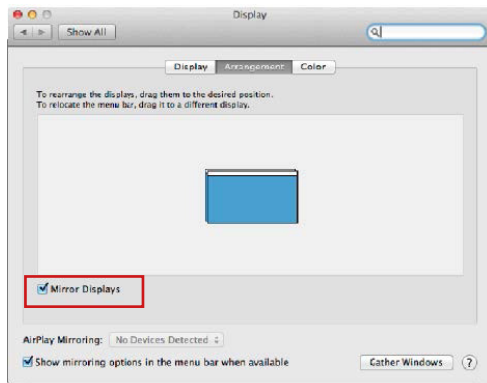 Display
Show All
Display Arrangement Color
To rearrange the displays, drag them to the desired position.
To relocate the menu bar, drag it to a different display.
Mirror Displays
AirPlay Mirroring: No Devices Detected
Show mirroring options in the menu bar when available
Gather Windows ?